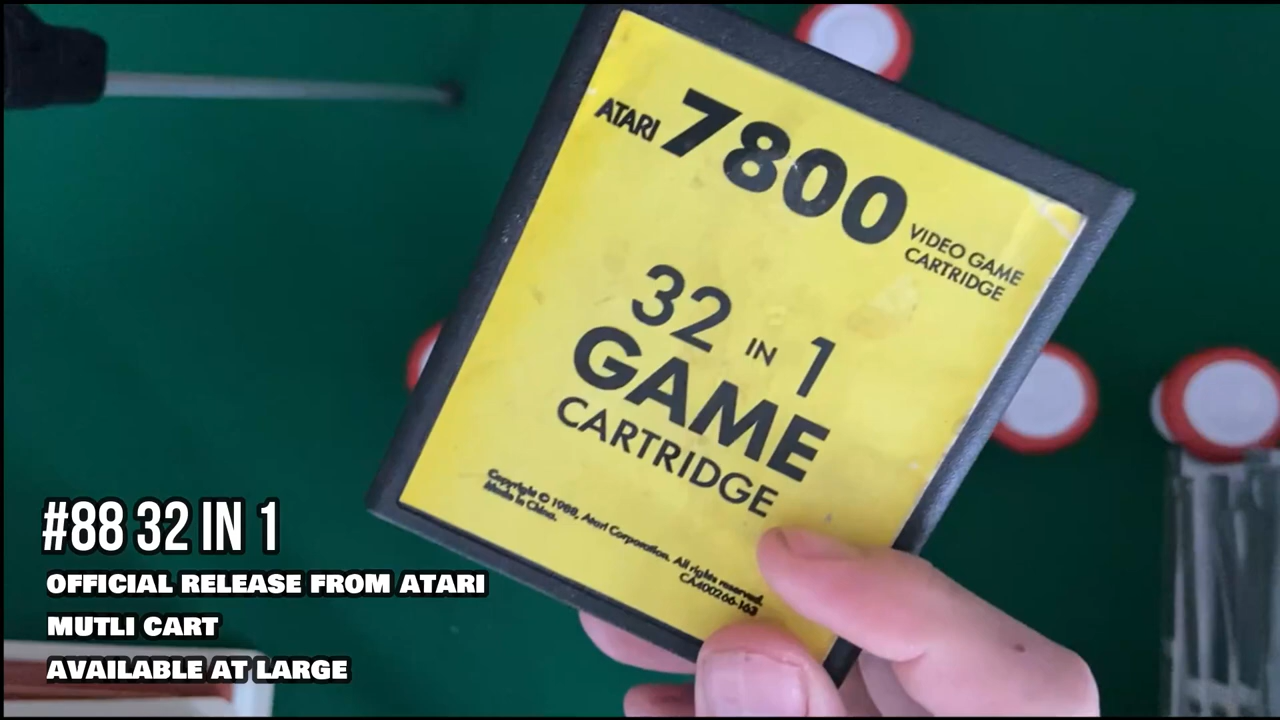 ATARI 7800 VIDEO GAME
CARTRIDGE
32 IN 1
GAME
CARTRIDGE
Copyright © 1988, Atari Corporation. All rights reserved.
Made in China.
CA400266-163
#88 32 IN 1
OFFICIAL RELEASE FROM ATARI
MUTLI CART
AVAILABLE AT LARGE